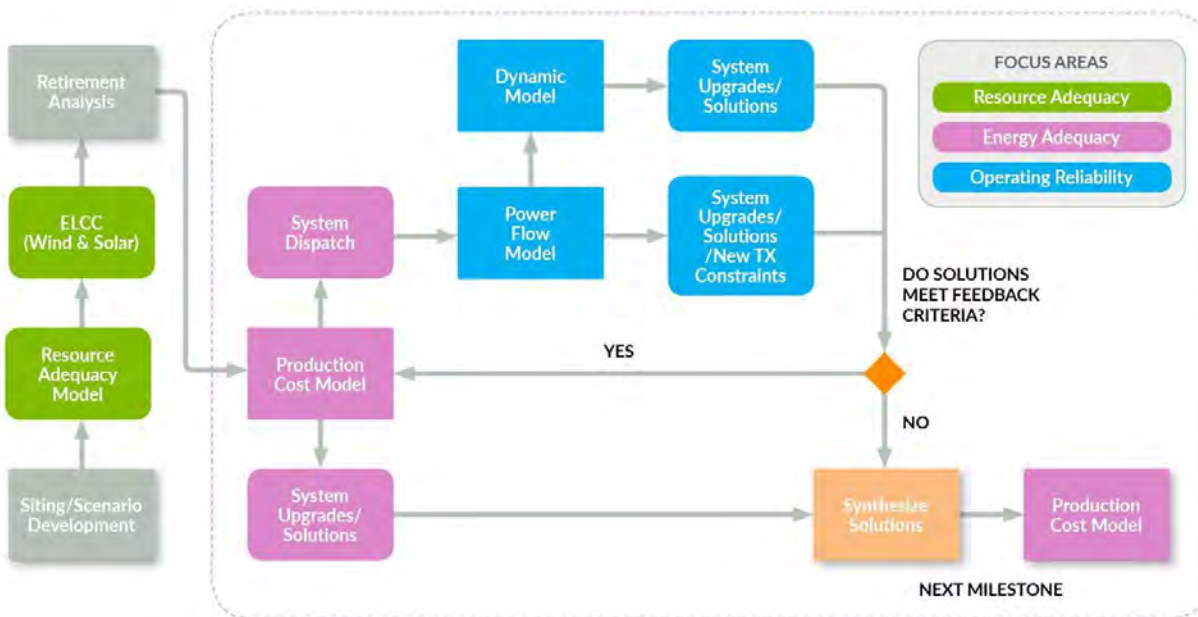 Retirement
Analysis
ELCC
(Wind & Solar)
Resource
Adequacy
Model
Siting/Scenario
Development
System
Dispatch
Production
Cost Model
System
Upgrades/
Solutions
Dynamic
Model
System
Upgrades/
Solutions
Power
Flow
Model
System
Upgrades/
Solutions
/New TX
Constraints
FOCUS AREAS
Resource Adequacy
Energy Adequacy
Operating Reliability
DO SOLUTIONS
MEET FEEDBACK
CRITERIA?
YES
NO
Synthesize
Solutions
Production
Cost Model
NEXT MILESTONE